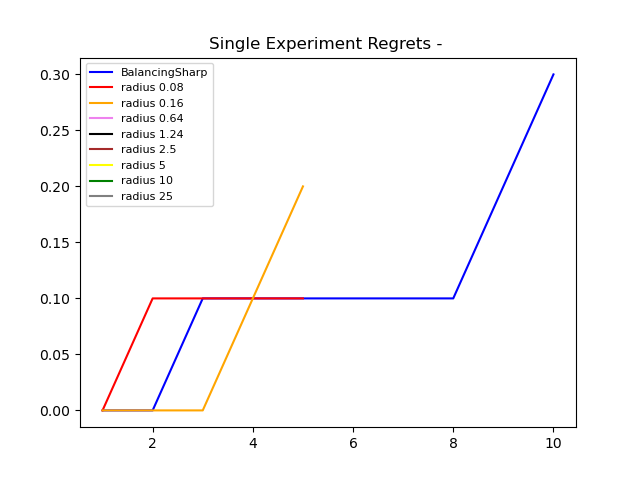 Single Experiment Regrets -
0.30
0.25
0.20
0.15
0.10
0.05
0.00
BalancingSharp
radius 0.08
radius 0.16
radius 0.64
radius 1.24
radius 2.5
radius 5
radius 10
radius 25
2 4 6 8 10